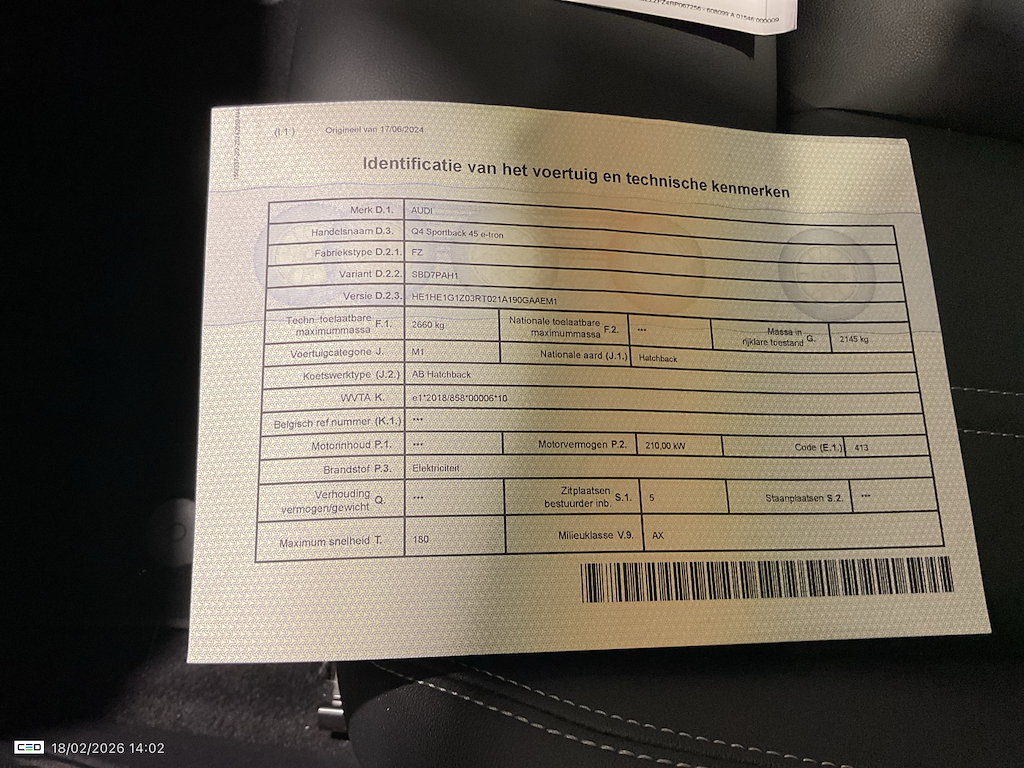 608099 A 01546 000009
(I.1.) Origineel van 17/06/2024
Identificatie van het voertuig en technische kenmerken
Merk D.1. AUDI
Handelsnaam D.3. Q4 Sportback 45 e-tron
Fabriekstype D.2.1. FZ
Variant D.2.2. SBD7PAH1
Versie D.2.3. HE1HE1G1Z03RT021A190GAAEM1
Techn. toelaatbare maximummassa F.1. 2660 kg Nationale toelaatbare maximummassa F.2. *** Massa in rijklare toestand G. 2145 kg
Voertuigcategorie J. M1 Nationale aard (J.1.) Hatchback
Koetswerktype (J.2.) AB Hatchback
WVTA K. e1*2018/858*00006*10
Belgisch ref.nummer (K.1.) ***
Motorinhoud P.1. *** Motorvermogen P.2. 210,00 kW Code (E.1.) 413
Brandstof P.3. Elektriciteit
Verhouding vermogen/gewicht Q. *** Zitplaatsen bestuurder inb. S.1. 5 Staanplaatsen S.2. ***
Maximum snelheid T. 180 Milieuklasse V.9. AX
CEO 18/02/2026 14:02